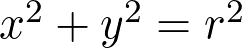 x² + y² = r²